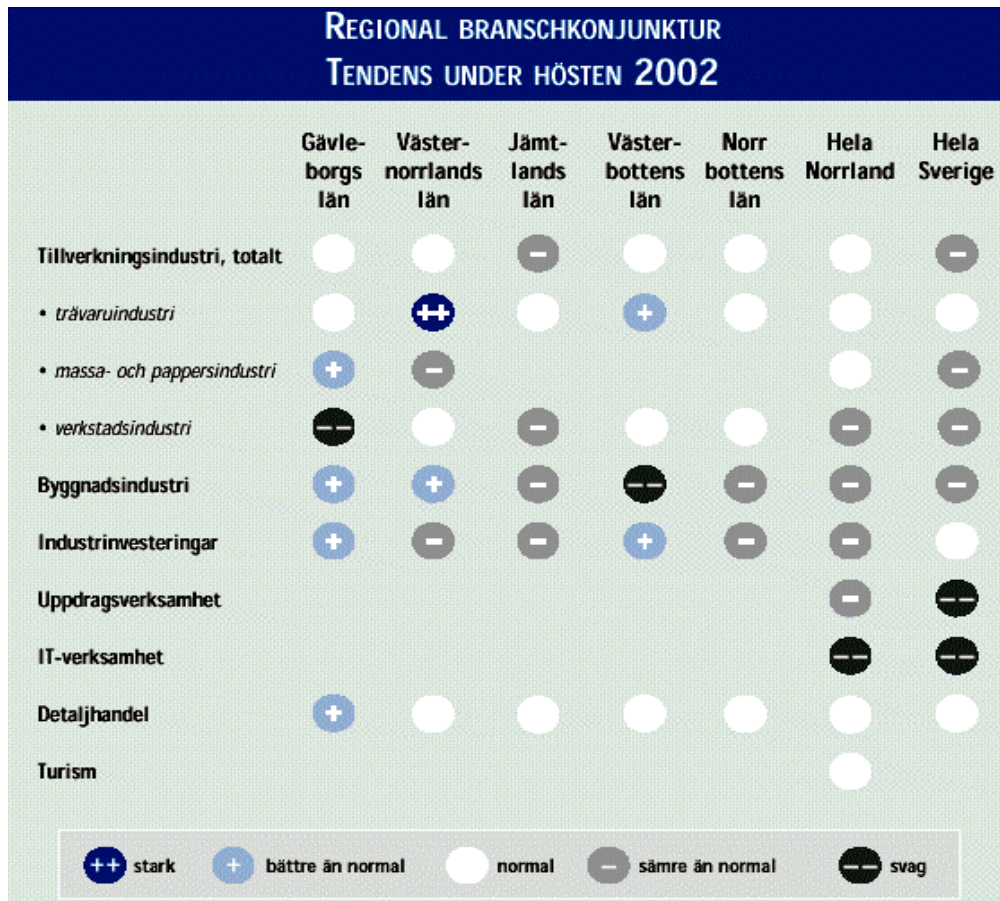 REGIONAL BRANSCHKONJUNKTUR
TENDENS UNDER HÖSTEN 2002
Gävle- Väster- Jämt- Väster- Norr Hela Hela
borgs norrlands lands bottens bottens Norrland Sverige
län län län län län
Tillverkningsindustri, totalt - -
• trävaruindustri ++ +
• massa- och pappersindustri + - -
• verkstadsindustri -- - - -
Byggnadsindustri + + - -- - - -
Industrinvesteringar + - - + - -
Uppdragsverksamhet - --
IT-verksamhet -- --
Detaljhandel +
Turism
++ stark + bättre än normal normal - sämre än normal -- svag